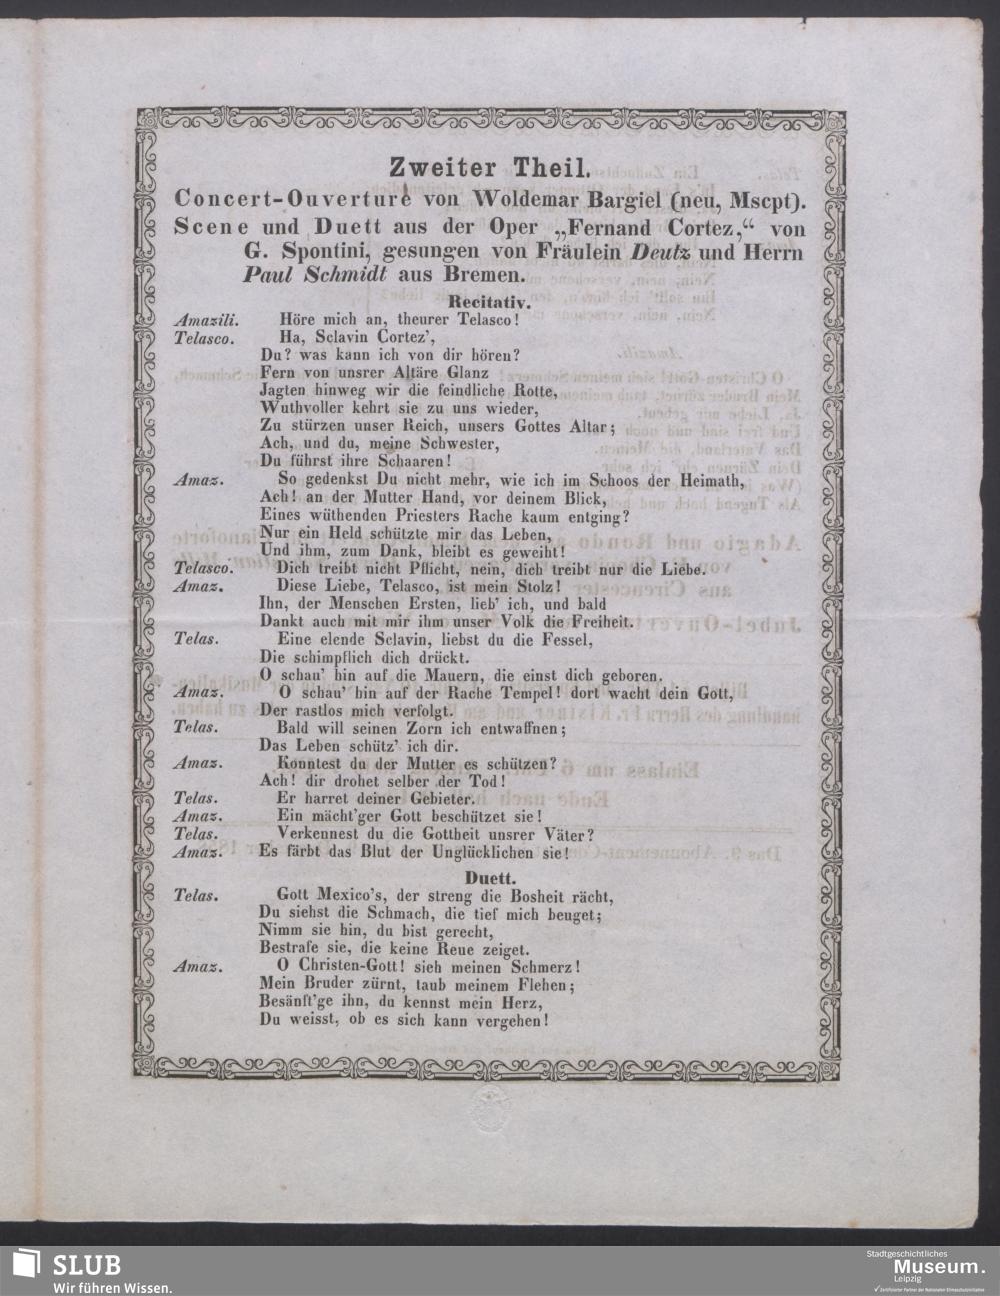 Zweiter Theil.
Concert-Ouverture von Woldemar Bargiel (neu, Mscpt).
Scene und Duett aus der Oper „Fernand Cortez,“ von
G. Spontini, gesungen von Fräulein Deutz und Herrn
Paul Schmidt aus Bremen.
Recitativ.
Amazili. Höre mich an, theurer Telasco!
Telasco. Ha, Sclavin Cortez’,
Du? was kann ich von dir hören?
Fern von unsrer Altäre Glanz
Jagten hinweg wir die feindliche Rotte,
Wuthvoller kehrt sie zu uns wieder,
Zu stürzen unser Reich, unsers Gottes Altar;
Ach, und du, meine Schwester,
Du führst ihre Schaaren!
Amaz. So gedenkst Du nicht mehr, wie ich im Schoos der Heimath,
Ach! an der Mutter Hand, vor deinem Blick,
Eines wüthenden Priesters Rache kaum entging?
Nur ein Held schützte mir das Leben,
Und ihm, zum Dank, bleibt es geweiht!
Telasco. Dich treibt nicht Pflicht, nein, dich treibt nur die Liebe.
Amaz. Diese Liebe, Telasco, ist mein Stolz!
Ihn, der Menschen Ersten, lieb’ ich, und bald
Dankt auch mit mir ihm unser Volk die Freiheit.
Telas. Eine elende Sclavin, liebst du die Fessel,
Die schimpflich dich drückt.
O schau’ hin auf die Mauern, die einst dich geboren.
Amaz. O schau’ hin auf der Rache Tempel! dort wacht dein Gott,
Der rastlos mich verfolgt.
Telas. Bald will seinen Zorn ich entwaffnen;
Das Leben schütz’ ich dir.
Amaz. Konntest du der Mutter es schützen?
Ach! dir drohet selber der Tod!
Telas. Er harret deiner Gebieter.
Amaz. Ein mächt’ger Gott beschützet sie!
Telas. Verkennest du die Gottheit unsrer Väter?
Amaz. Es färbt das Blut der Unglücklichen sie!
Duett.
Telas. Gott Mexico’s, der streng die Bosheit rächt,
Du siehst die Schmach, die tief mich beuget;
Nimm sie hin, du bist gerecht,
Bestrafe sie, die keine Reue zeiget.
Amaz. O Christen-Gott! sieh meinen Schmerz!
Mein Bruder zürnt, taub meinem Flehen;
Besänft’ge ihn, du kennst mein Herz,
Du weisst, ob es sich kann vergehen!
SLUB
Wir führen Wissen.
Stadtgeschichtliches
Museum.
Leipzig
Zertifizierter Partner der Nationalen Klimaschutzinitiative